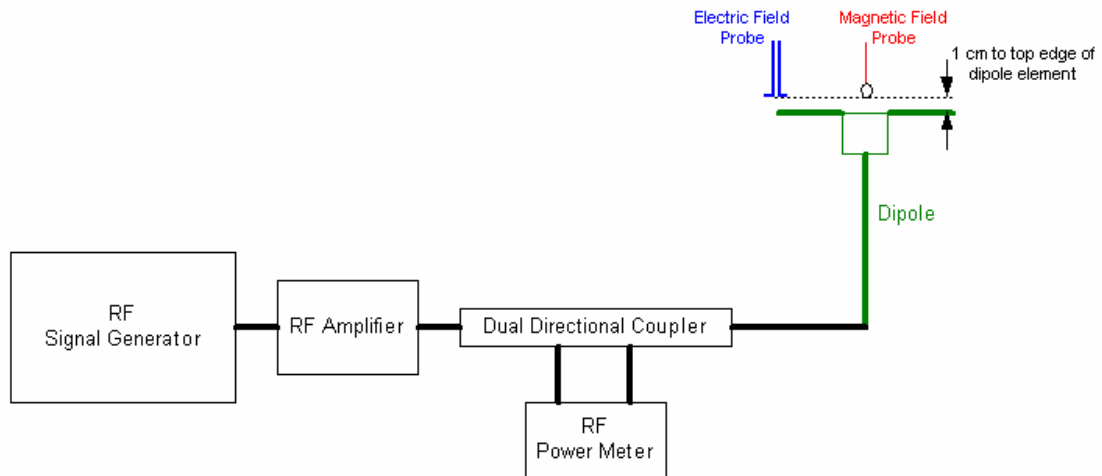 Electric Field
Probe
Magnetic Field
Probe
1 cm to top edge of
dipole element
Dipole
RF
Signal Generator
RF Amplifier
Dual Directional Coupler
RF
Power Meter